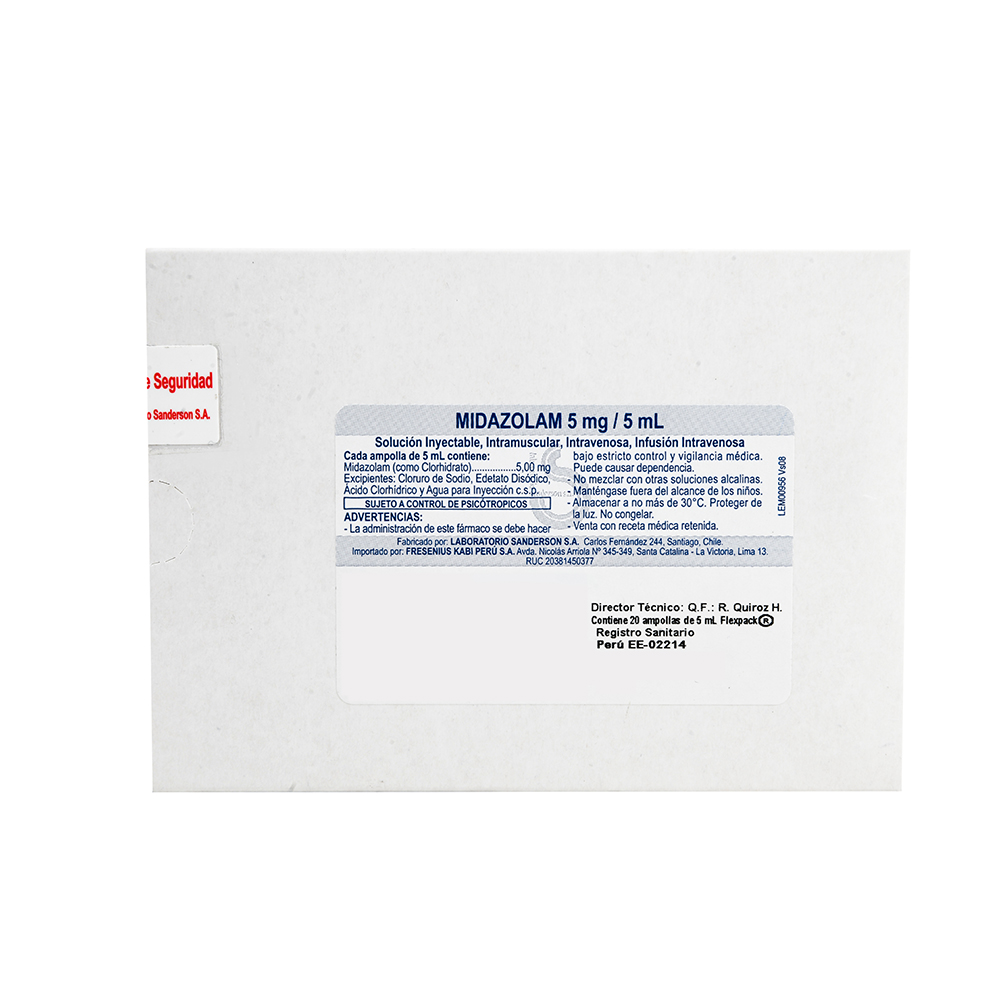 e Seguridad
o Sanderson S.A.
MIDAZOLAM 5 mg / 5 mL
Solución Inyectable, Intramuscular, Intravenosa, Infusión Intravenosa
Cada ampolla de 5 mL contiene:
Midazolam (como Clorhidrato)................5,00 mg
Excipientes: Cloruro de Sodio, Edetato Disódico,
Ácido Clorhídrico y Agua para Inyección c.s.p.
SUJETO A CONTROL DE PSICÓTROPICOS
ADVERTENCIAS:
- La administración de este fármaco se debe hacer
bajo estricto control y vigilancia médica.
Puede causar dependencia.
- No mezclar con otras soluciones alcalinas.
- Manténgase fuera del alcance de los niños.
- Almacenar a no más de 30°C. Proteger de
la luz. No congelar.
- Venta con receta médica retenida.
LEM00956 Vs08
Fabricado por: LABORATORIO SANDERSON S.A. Carlos Fernández 244, Santiago, Chile.
Importado por: FRESENIUS KABI PERÚ S.A. Avda. Nicolás Arriola Nº 345-349, Santa Catalina - La Victoria, Lima 13.
RUC 20381450377
Director Técnico: Q.F.: R. Quiroz H.
Contiene 20 ampollas de 5 mL Flexpack®
Registro Sanitario
Perú EE-02214